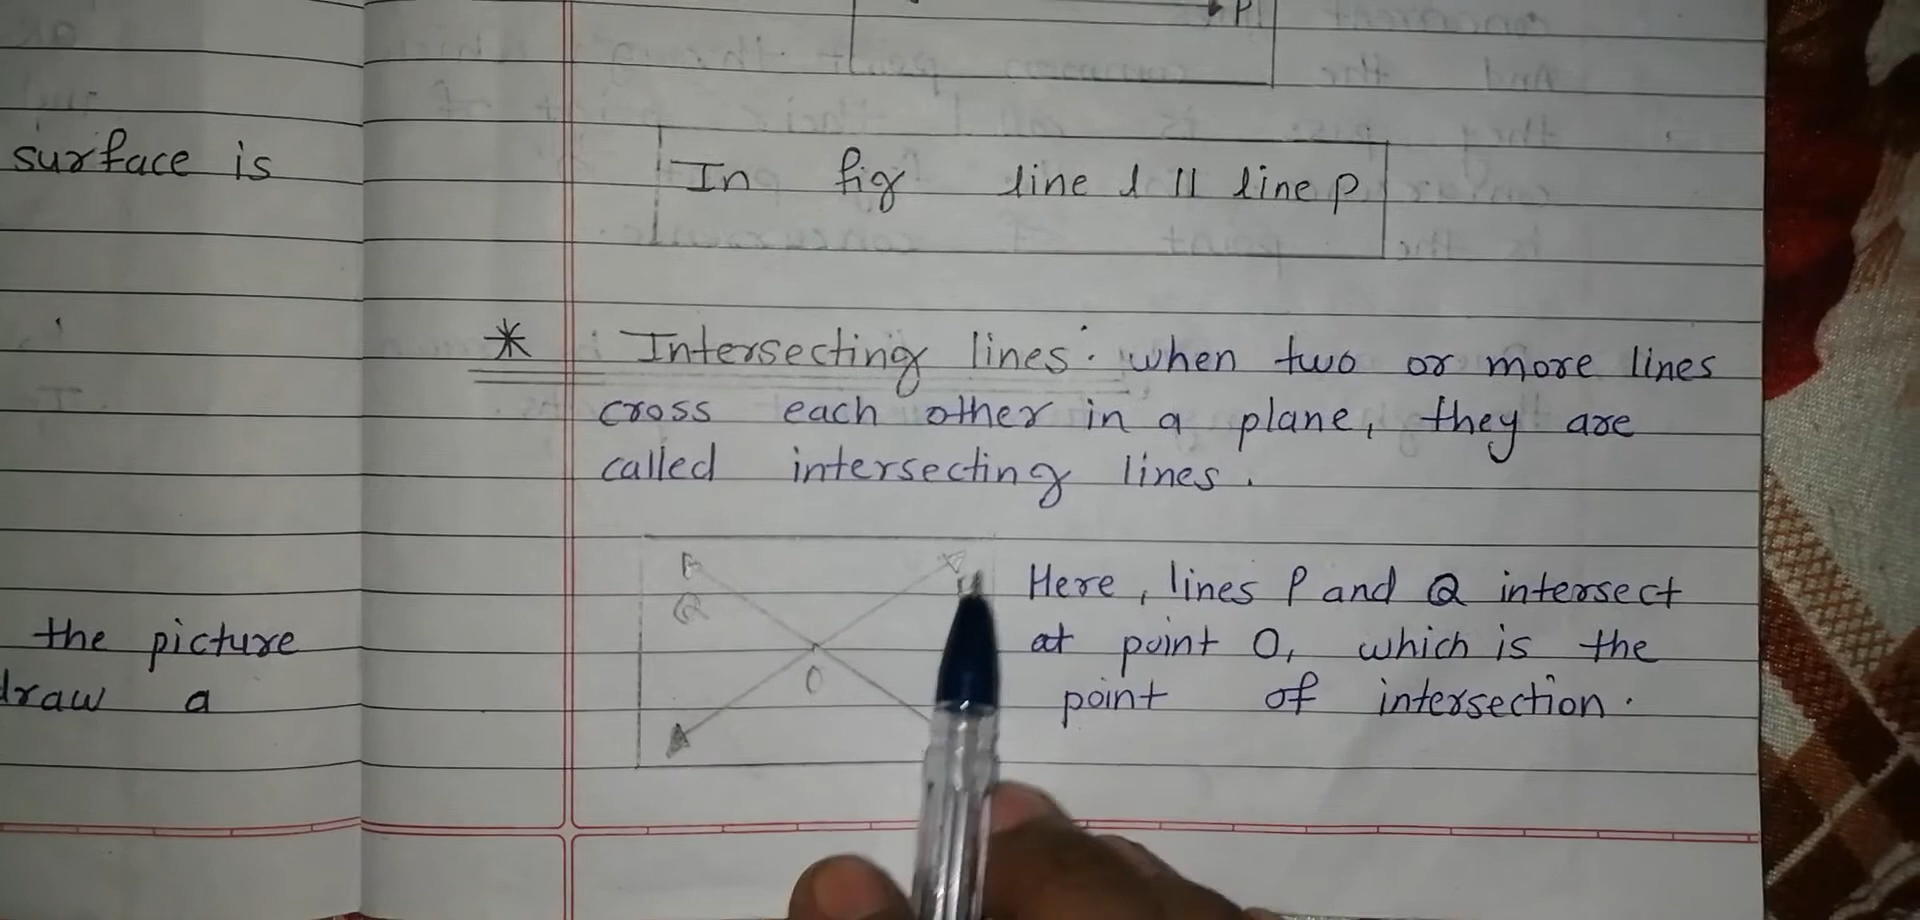 P
surface is
In fig line l || line p
* Intersecting lines : when two or more lines
cross each other in a plane, they are
called intersecting lines.
Q
O
Here, lines P and Q intersect
at point O, which is the
point of intersection.
the picture
draw a